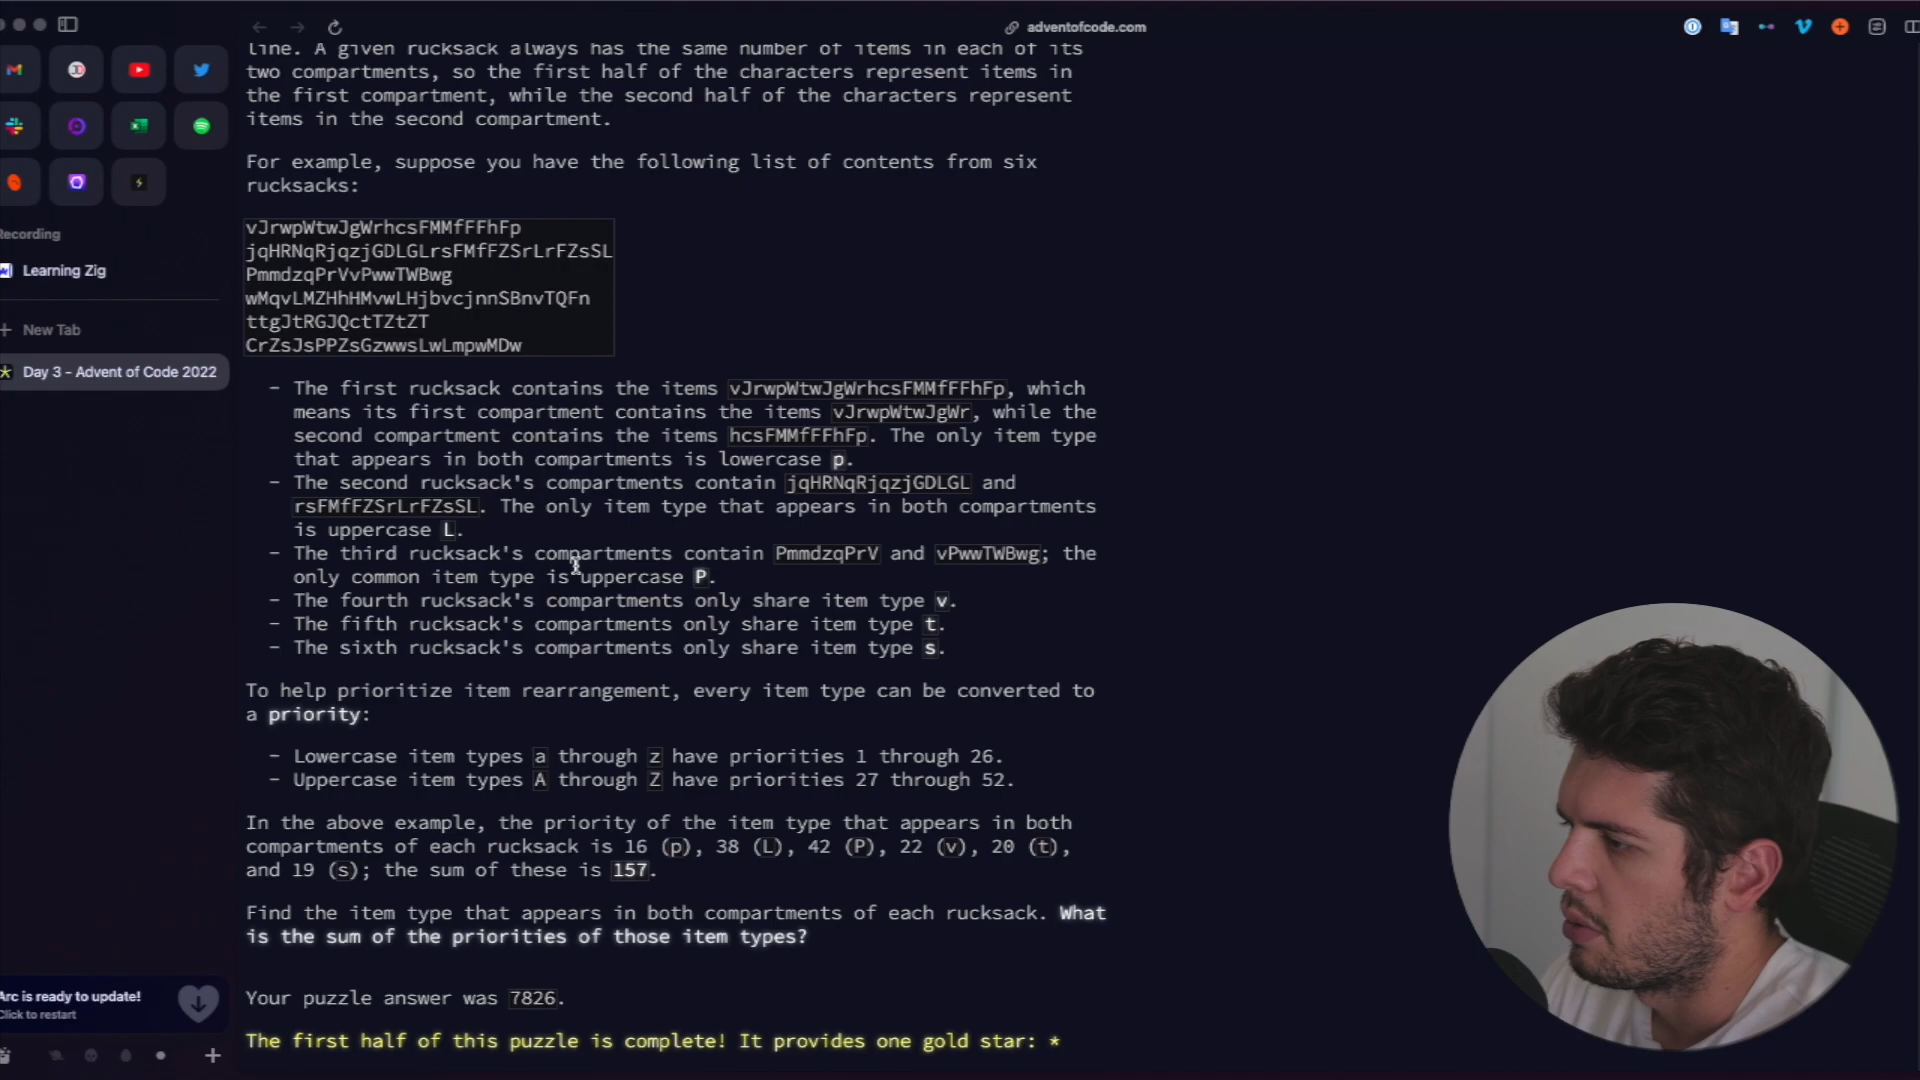 adventofcode.com
Recording
Learning Zig
New Tab
Day 3 - Advent of Code 2022
Arc is ready to update!
Click to restart
line. A given rucksack always has the same number of items in each of its
two compartments, so the first half of the characters represent items in
the first compartment, while the second half of the characters represent
items in the second compartment.
For example, suppose you have the following list of contents from six
rucksacks:
vJrwpWtwJgWrhcsFMMfFFhFp
jqHRNqRjqzjGDLGLrsFMfFZSrLrFZsSL
PmmdzqPrVvPwwTWBwg
wMqvLMZHhHMvwLHjbvcjnnSBnvTQFn
ttgJtRGJQctTZtZT
CrZsJsPPZsGzwwsLwLmpwMDw
- The first rucksack contains the items vJrwpWtwJgWrhcsFMMfFFhFp, which
means its first compartment contains the items vJrwpWtwJgWr, while the
second compartment contains the items hcsFMMfFFhFp. The only item type
that appears in both compartments is lowercase p.
- The second rucksack's compartments contain jqHRNqRjqzjGDLGL and
rsFMfFZSrLrFZsSL. The only item type that appears in both compartments
is uppercase L.
- The third rucksack's compartments contain PmmdzqPrV and vPwwTWBwg; the
only common item type is uppercase P.
- The fourth rucksack's compartments only share item type v.
- The fifth rucksack's compartments only share item type t.
- The sixth rucksack's compartments only share item type s.
To help prioritize item rearrangement, every item type can be converted to
a priority:
- Lowercase item types a through z have priorities 1 through 26.
- Uppercase item types A through Z have priorities 27 through 52.
In the above example, the priority of the item type that appears in both
compartments of each rucksack is 16 (p), 38 (L), 42 (P), 22 (v), 20 (t),
and 19 (s); the sum of these is 157.
Find the item type that appears in both compartments of each rucksack. What
is the sum of the priorities of those item types?
Your puzzle answer was 7826.
The first half of this puzzle is complete! It provides one gold star: *